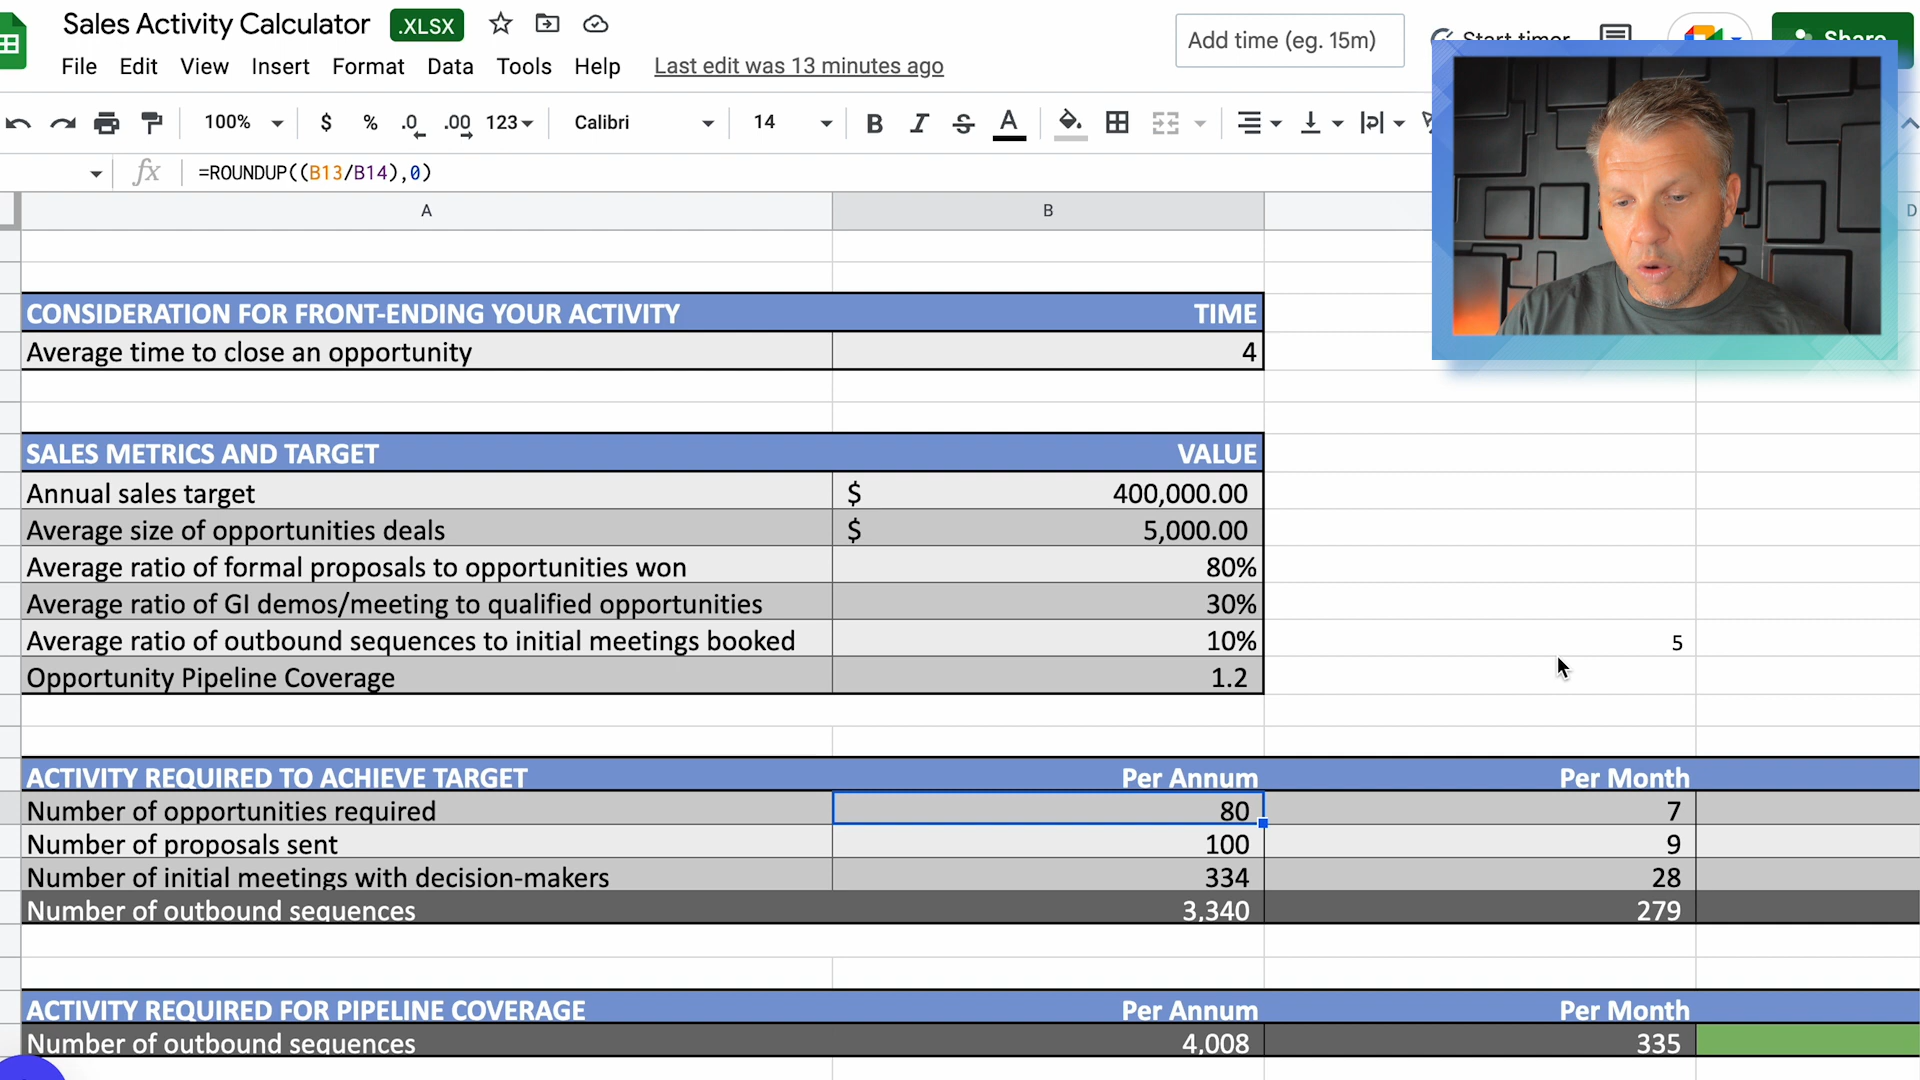 Sales Activity Calculator .XLSX
Add time (eg. 15m) Start timer Share
File Edit View Insert Format Data Tools Help Last edit was 13 minutes ago
100% $ % .0 .00 123 Calibri 14 B I S A
fx =ROUNDUP((B13/B14),0)
A B D
CONSIDERATION FOR FRONT-ENDING YOUR ACTIVITY TIME
Average time to close an opportunity 4
SALES METRICS AND TARGET VALUE
Annual sales target $ 400,000.00
Average size of opportunities deals $ 5,000.00
Average ratio of formal proposals to opportunities won 80%
Average ratio of GI demos/meeting to qualified opportunities 30%
Average ratio of outbound sequences to initial meetings booked 10% 5
Opportunity Pipeline Coverage 1.2
ACTIVITY REQUIRED TO ACHIEVE TARGET Per Annum Per Month
Number of opportunities required 80 7
Number of proposals sent 100 9
Number of initial meetings with decision-makers 334 28
Number of outbound sequences 3,340 279
ACTIVITY REQUIRED FOR PIPELINE COVERAGE Per Annum Per Month
Number of outbound sequences 4,008 335